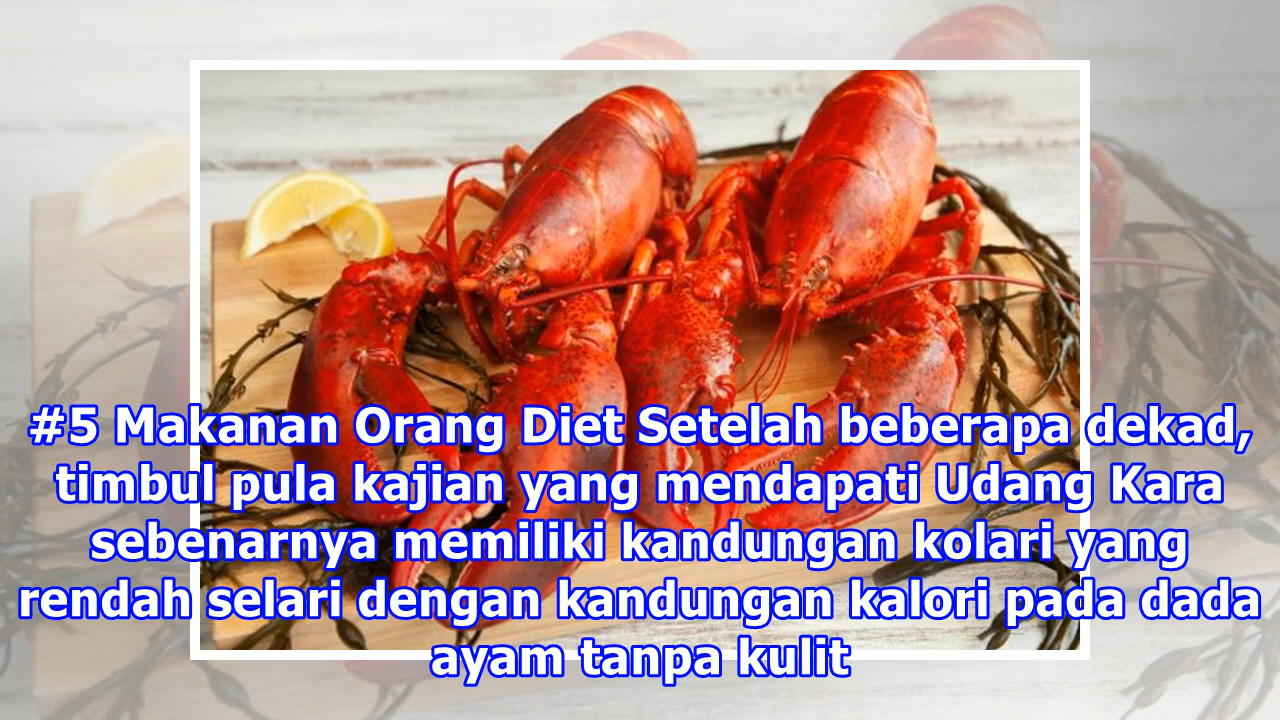 #5 Makanan Orang Diet Setelah beberapa dekad,
timbul pula kajian yang mendapati Udang Kara
sebenarnya memiliki kandungan kolari yang
rendah selari dengan kandungan kalori pada dada
ayam tanpa kulit